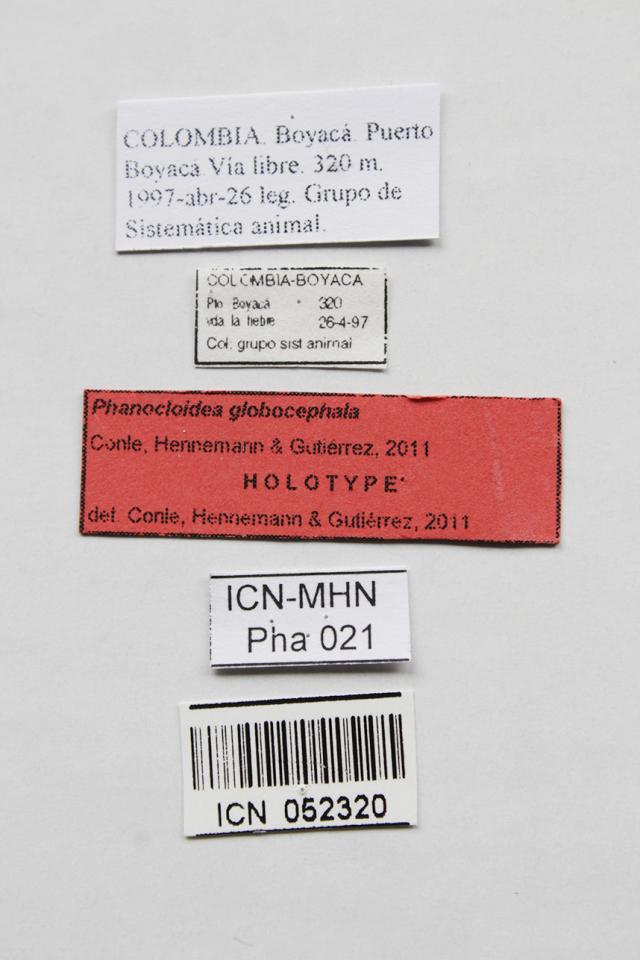 COLOMBIA. Boyacá. Puerto
Boyacá Vía libre. 320 m.
1997-abr-26 leg. Grupo de
Sistemática animal.
COLOMBIA-BOYACA
Pto Boyacá 320
vda la fiebre 26-4-97
Col: grupo sist animal
Phanocloidea globocephala
Conle, Hennemann & Gutiérrez, 2011
HOLOTYPE
det. Conle, Hennemann & Gutiérrez, 2011
ICN-MHN
Pha 021
ICN 052320